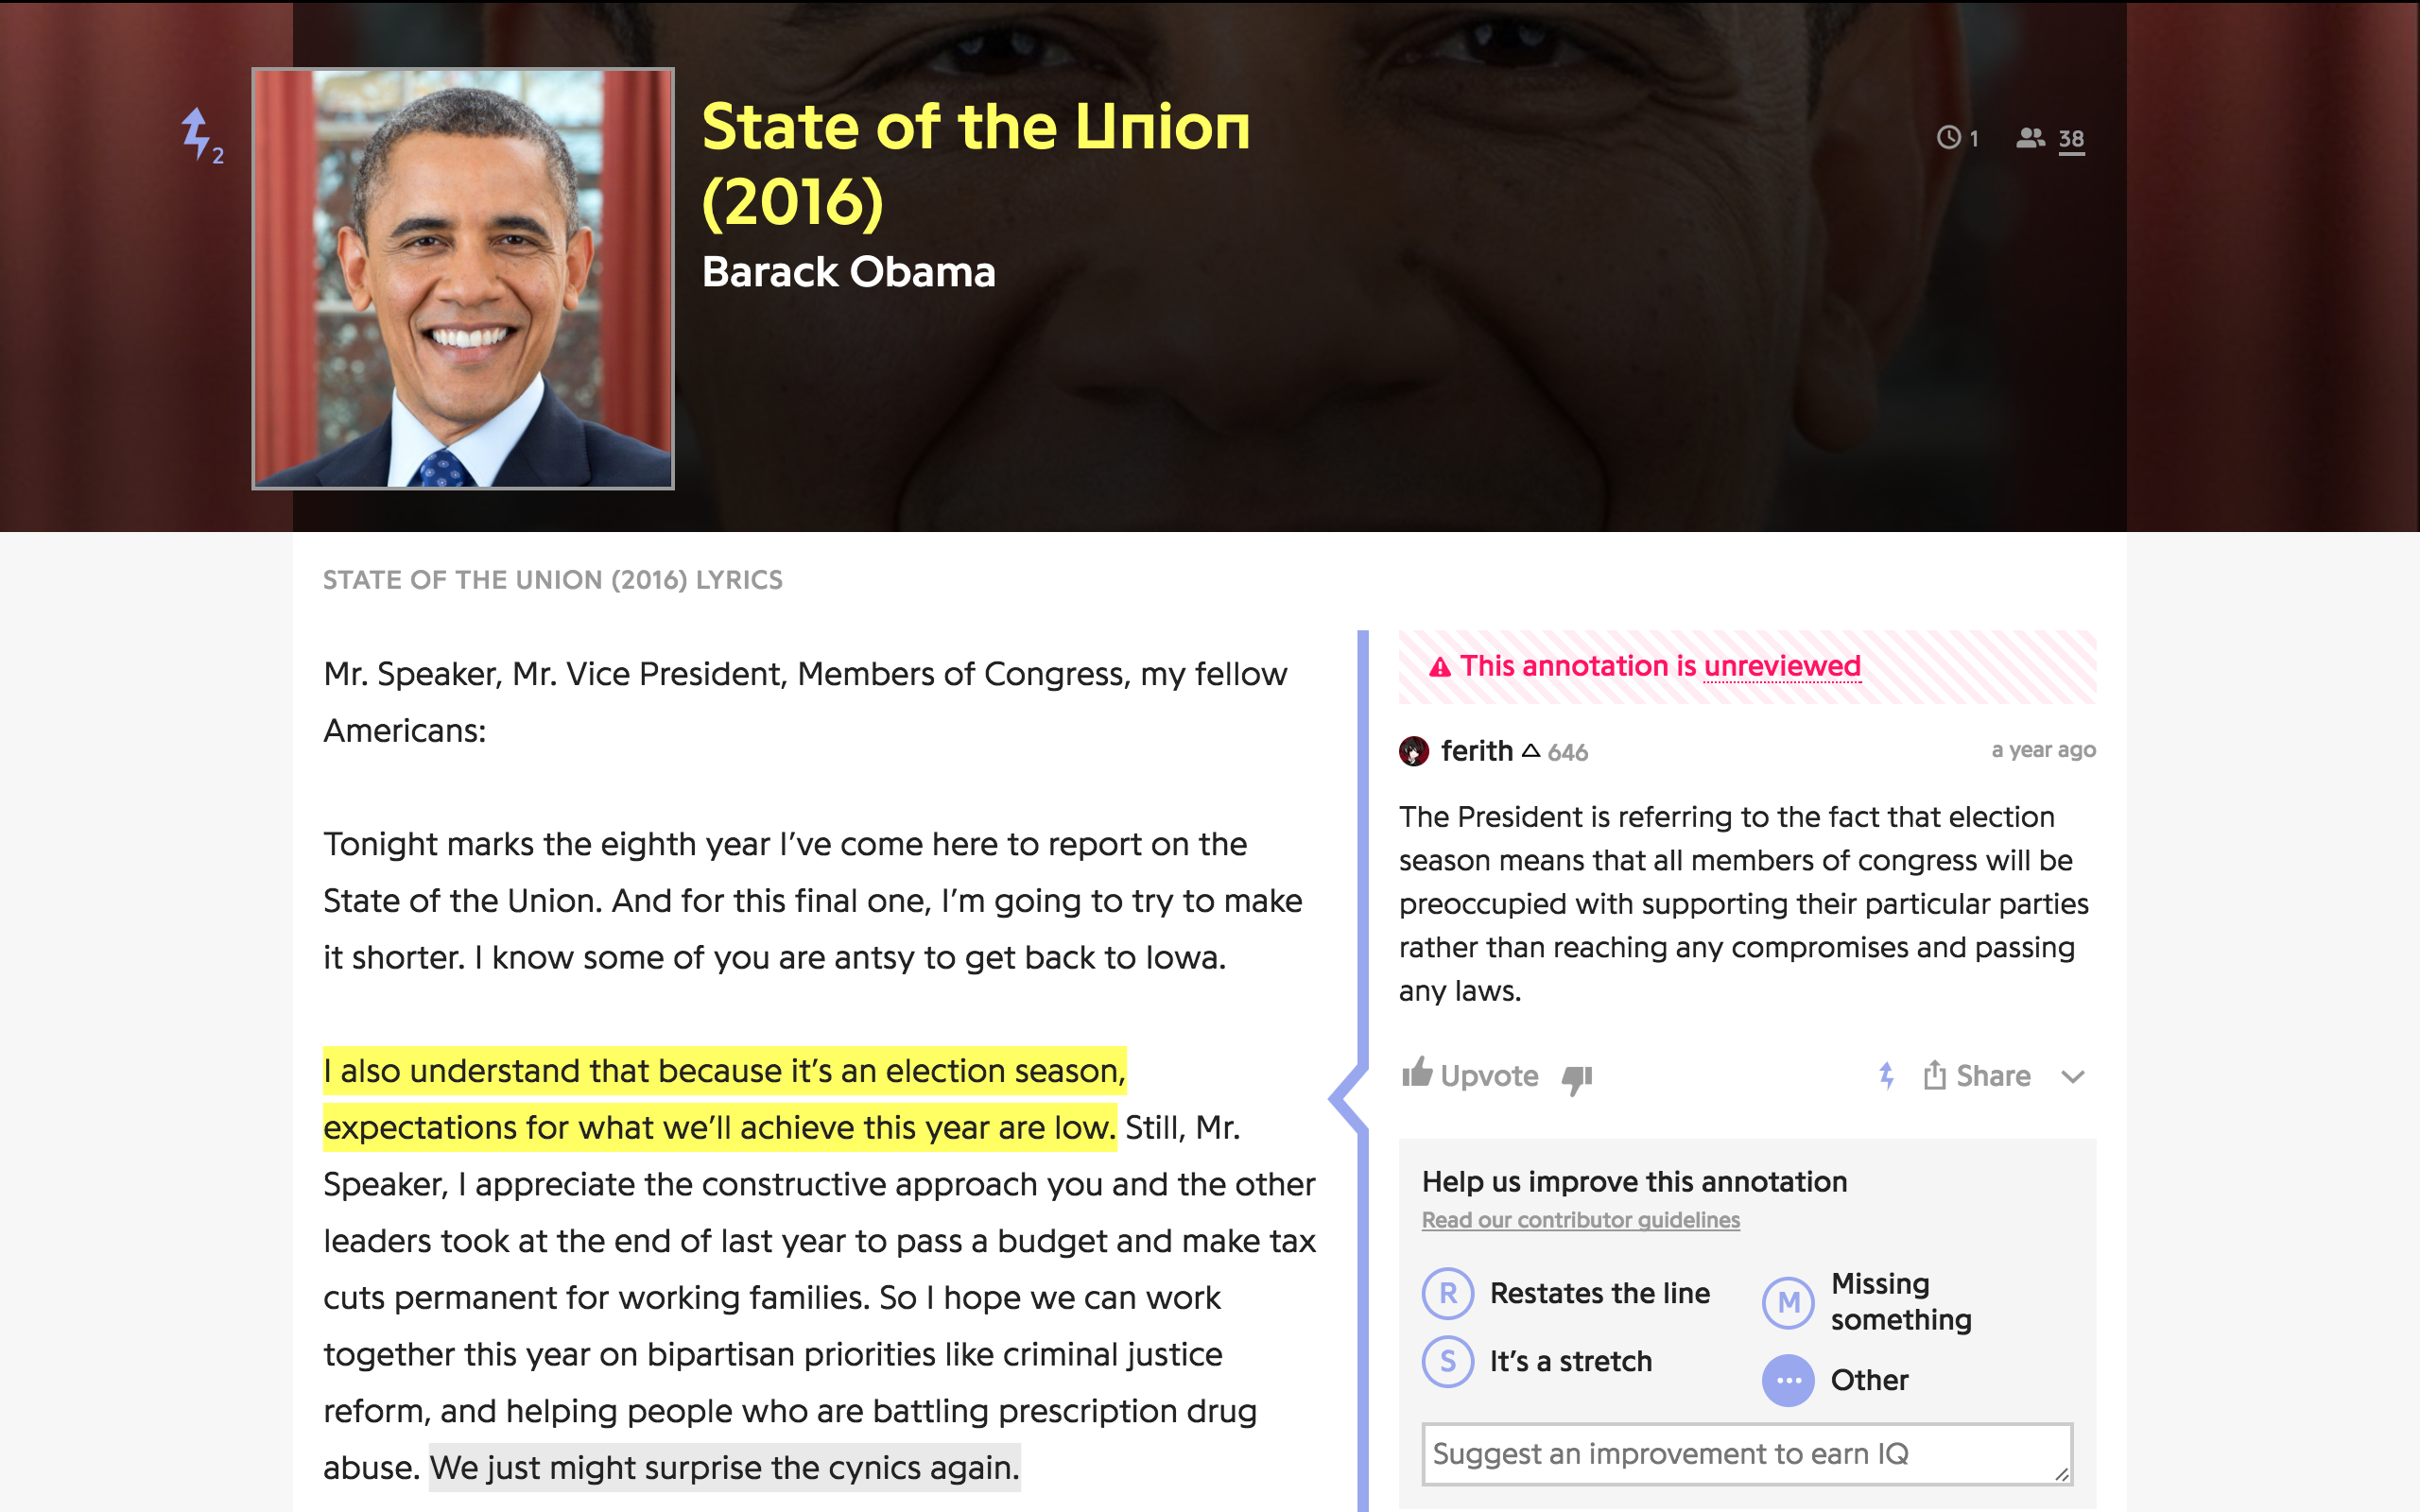 2
State of the Union
(2016)
Barack Obama
1
38
STATE OF THE UNION (2016) LYRICS
Mr. Speaker, Mr. Vice President, Members of Congress, my fellow
Americans:
Tonight marks the eighth year I’ve come here to report on the
State of the Union. And for this final one, I’m going to try to make
it shorter. I know some of you are antsy to get back to Iowa.
I also understand that because it’s an election season,
expectations for what we’ll achieve this year are low. Still, Mr.
Speaker, I appreciate the constructive approach you and the other
leaders took at the end of last year to pass a budget and make tax
cuts permanent for working families. So I hope we can work
together this year on bipartisan priorities like criminal justice
reform, and helping people who are battling prescription drug
abuse. We just might surprise the cynics again.
This annotation is unreviewed
ferith 646
a year ago
The President is referring to the fact that election
season means that all members of congress will be
preoccupied with supporting their particular parties
rather than reaching any compromises and passing
any laws.
Upvote
Share
Help us improve this annotation
Read our contributor guidelines
R Restates the line
M Missing
something
S It’s a stretch
Other
Suggest an improvement to earn IQ